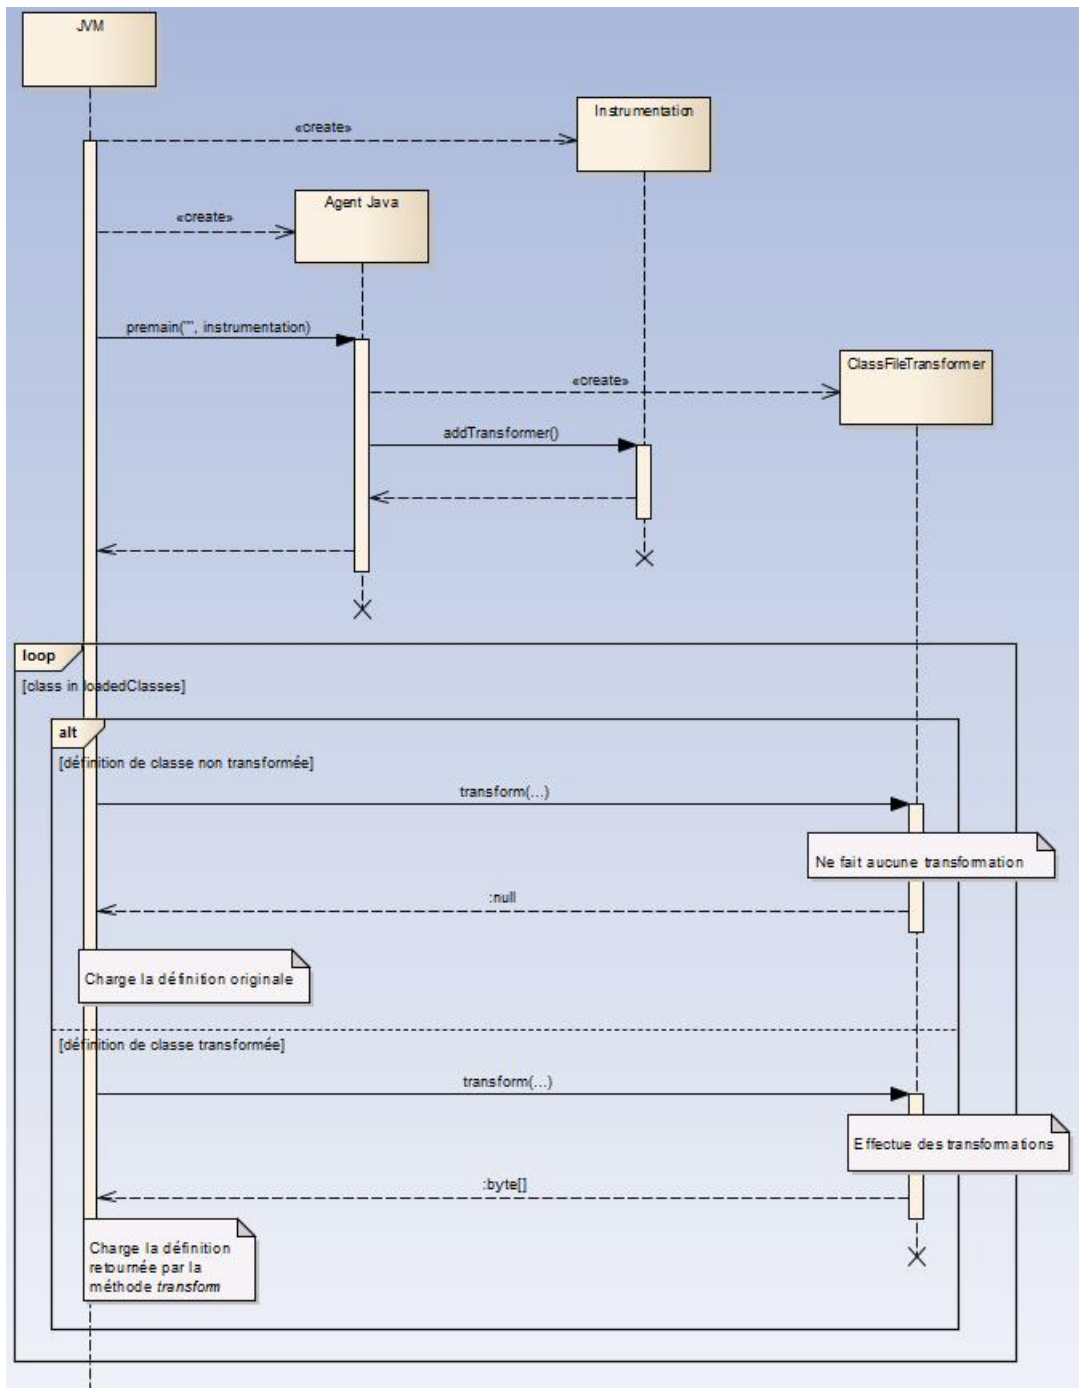 JVM
Instrumentation
«create»
Agent Java
«create»
premain("", instrumentation)
ClassFileTransformer
«create»
addTransformer()
loop
[class in loadedClasses]
alt
[définition de classe non transformée]
transform(...)
Ne fait aucune transformation
:null
Charge la définition originale
[définition de classe transformée]
transform(...)
Effectue des transformations
:byte[]
Charge la définition
retournée par la
méthode transform